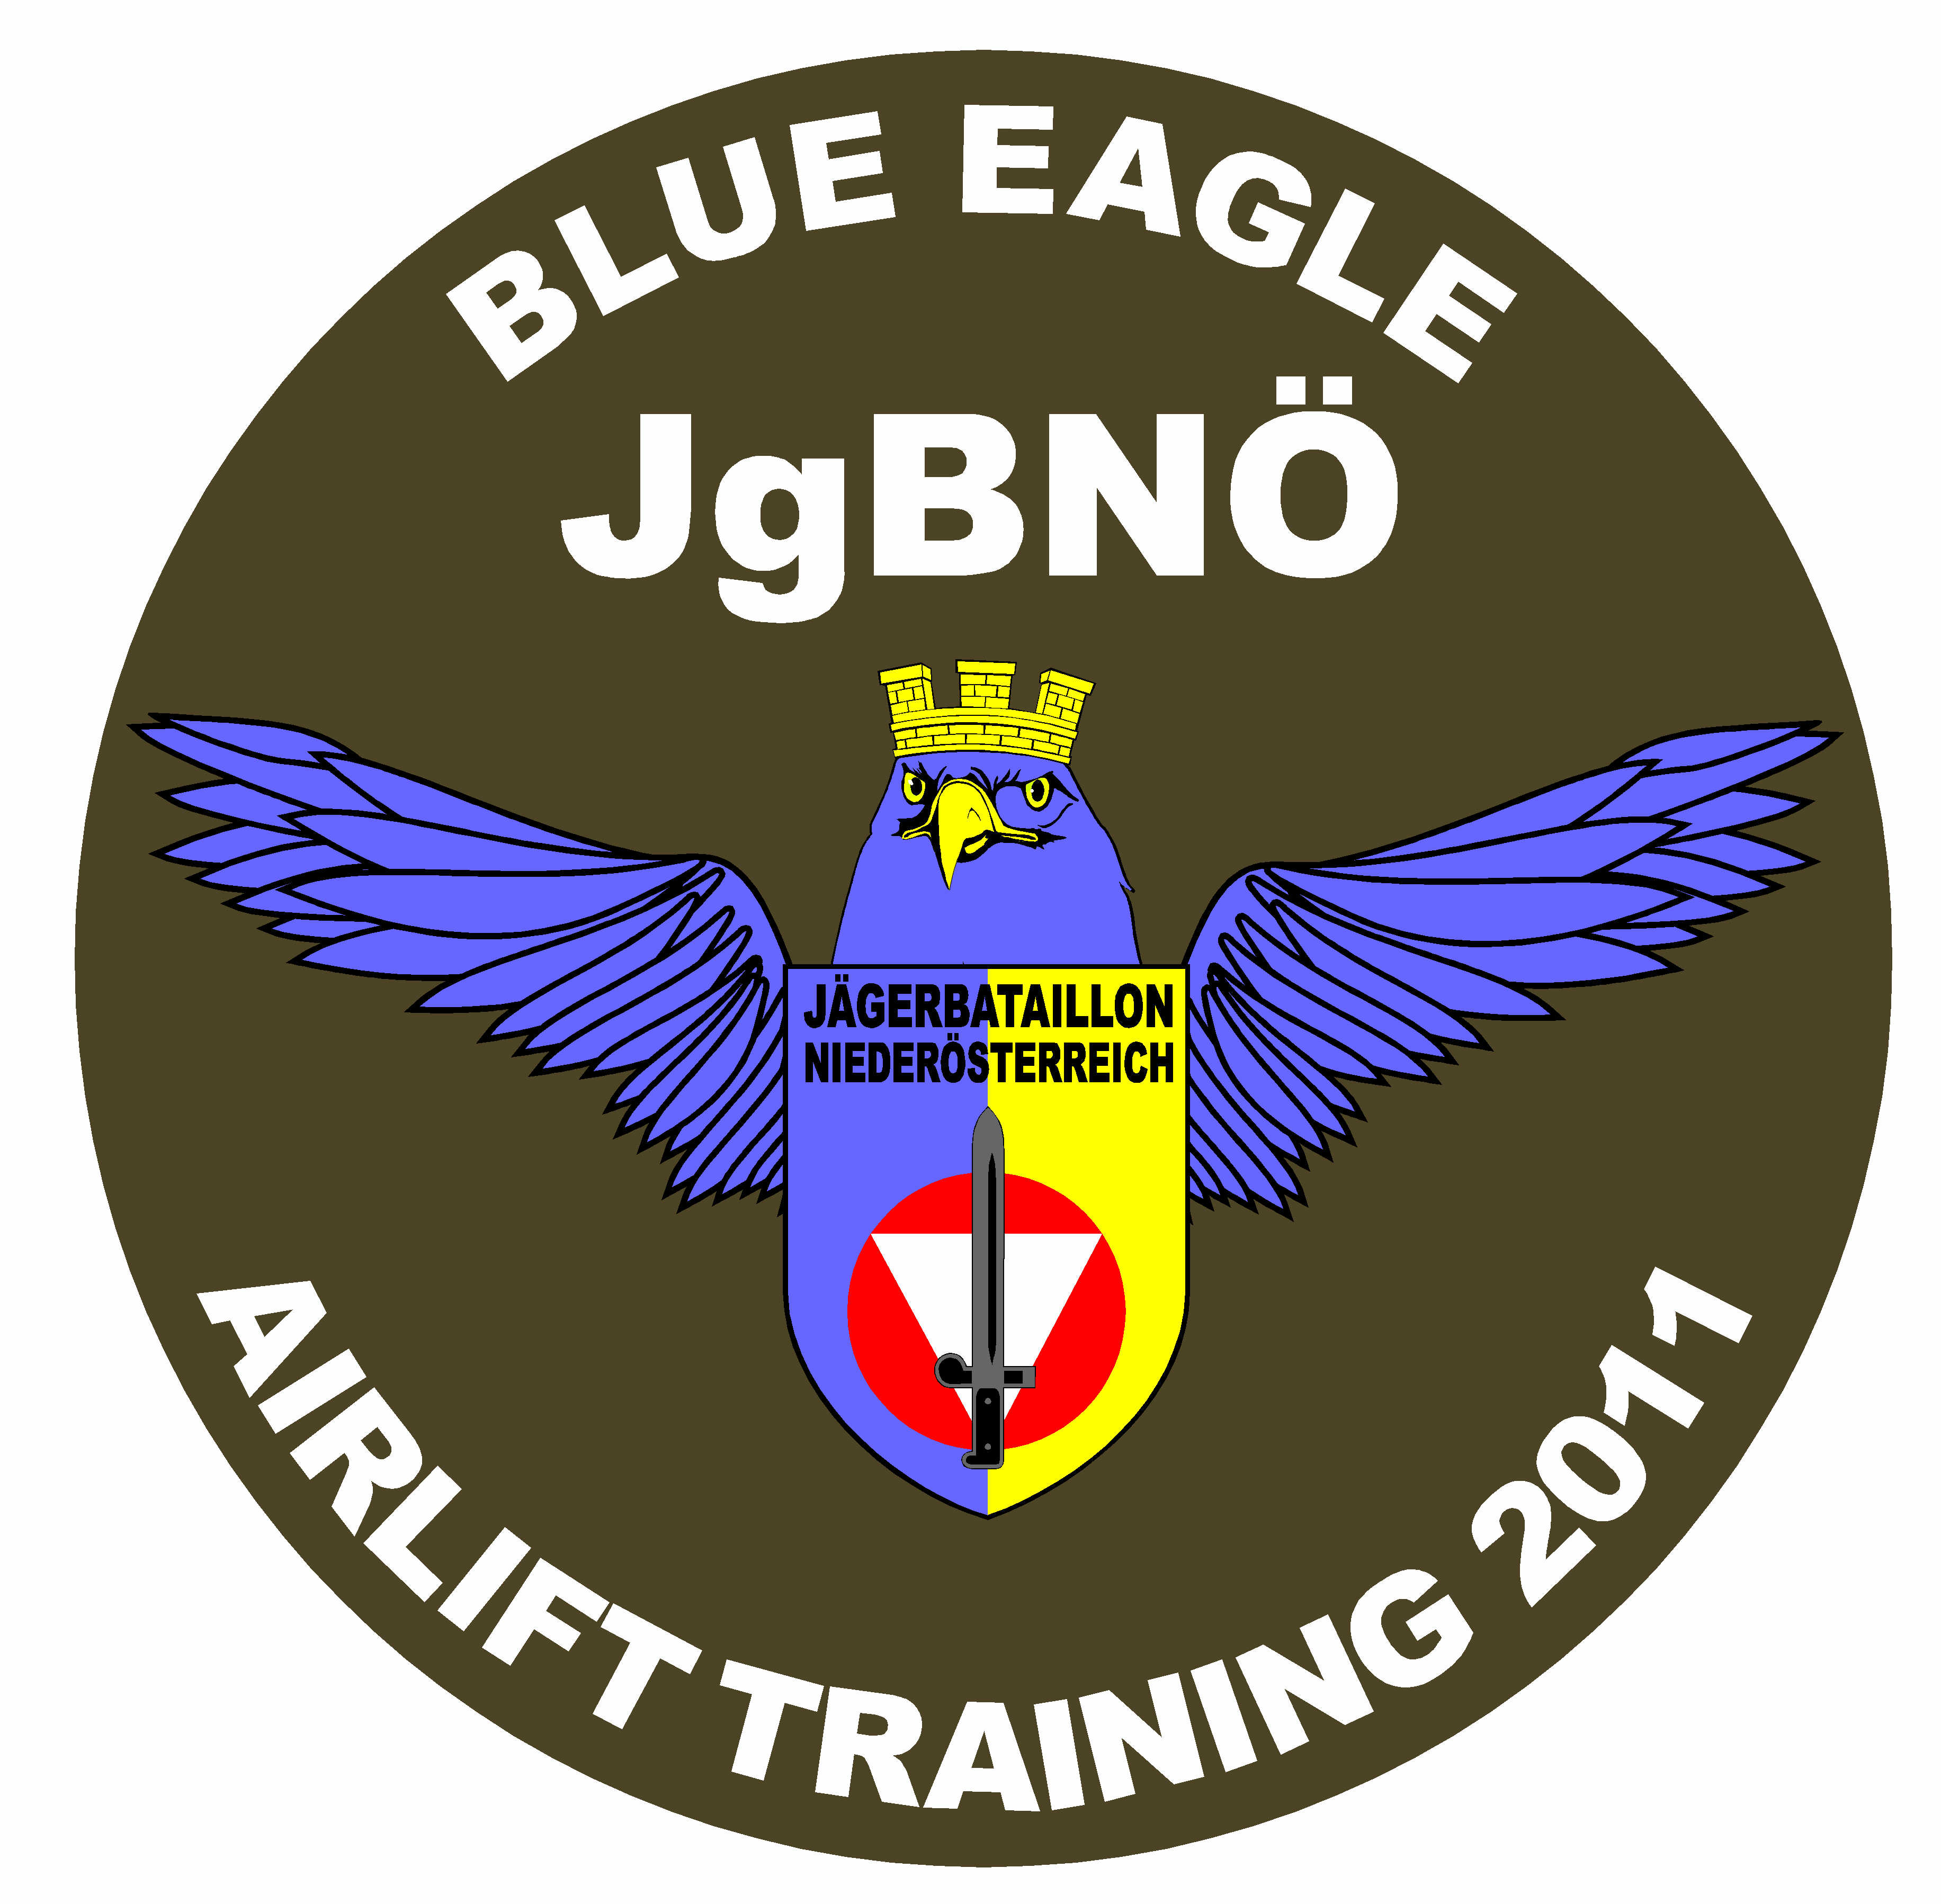 BLUE EAGLE
JgBNÖ
JÄGERBATAILLON
NIEDERÖSTERREICH
AIRLIFT TRAINING 2011